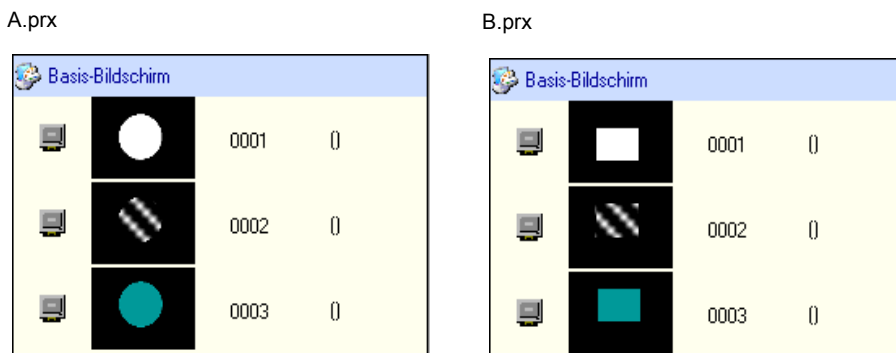 A.prx
Basis-Bildschirm
0001 ()
0002 ()
0003 ()
B.prx
Basis-Bildschirm
0001 ()
0002 ()
0003 ()